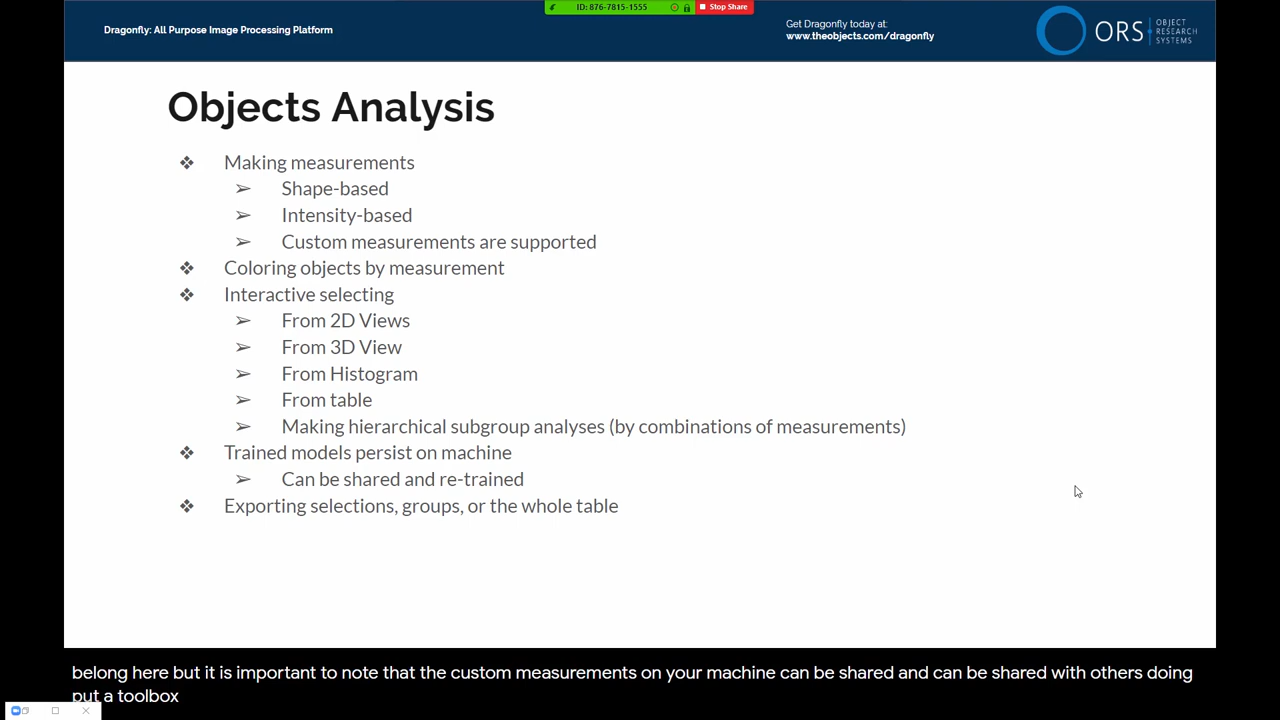 ID: 876-7815-1555 Stop Share
Dragonfly: All Purpose Image Processing Platform
Get Dragonfly today at:
www.theobjects.com/dragonfly
ORS OBJECT
RESEARCH
SYSTEMS
Objects Analysis
❖ Making measurements
➢ Shape-based
➢ Intensity-based
➢ Custom measurements are supported
❖ Coloring objects by measurement
❖ Interactive selecting
➢ From 2D Views
➢ From 3D View
➢ From Histogram
➢ From table
➢ Making hierarchical subgroup analyses (by combinations of measurements)
❖ Trained models persist on machine
➢ Can be shared and re-trained
❖ Exporting selections, groups, or the whole table
belong here but it is important to note that the custom measurements on your machine can be shared and can be shared with others doing
put a toolbox